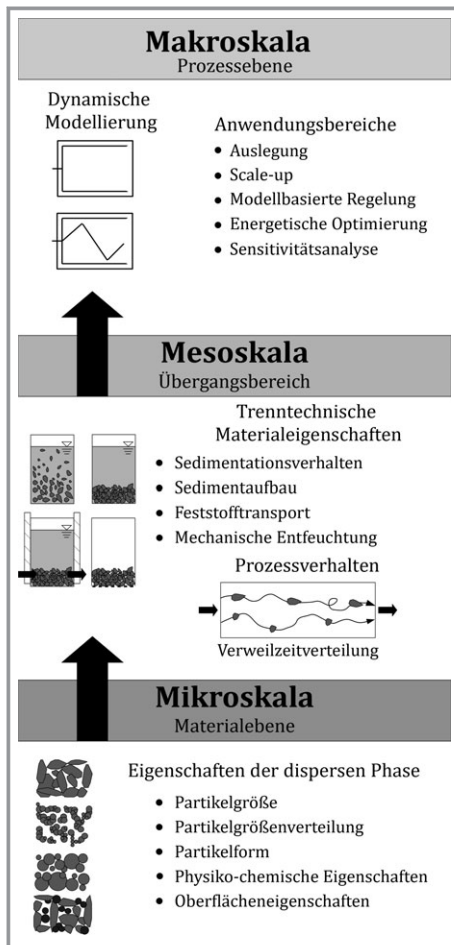 Makroskala
Prozessebene
Dynamische
Modellierung
Anwendungsbereiche
• Auslegung
• Scale-up
• Modellbasierte Regelung
• Energetische Optimierung
• Sensitivitätsanalyse
Mesoskala
Übergangsbereich
Trenntechnische
Materialeigenschaften
• Sedimentationsverhalten
• Sedimentaufbau
• Feststofftransport
• Mechanische Entfeuchtung
Prozessverhalten
Verweilzeitverteilung
Mikroskala
Materialebene
Eigenschaften der dispersen Phase
• Partikelgröße
• Partikelgrößenverteilung
• Partikelform
• Physiko-chemische Eigenschaften
• Oberflächeneigenschaften